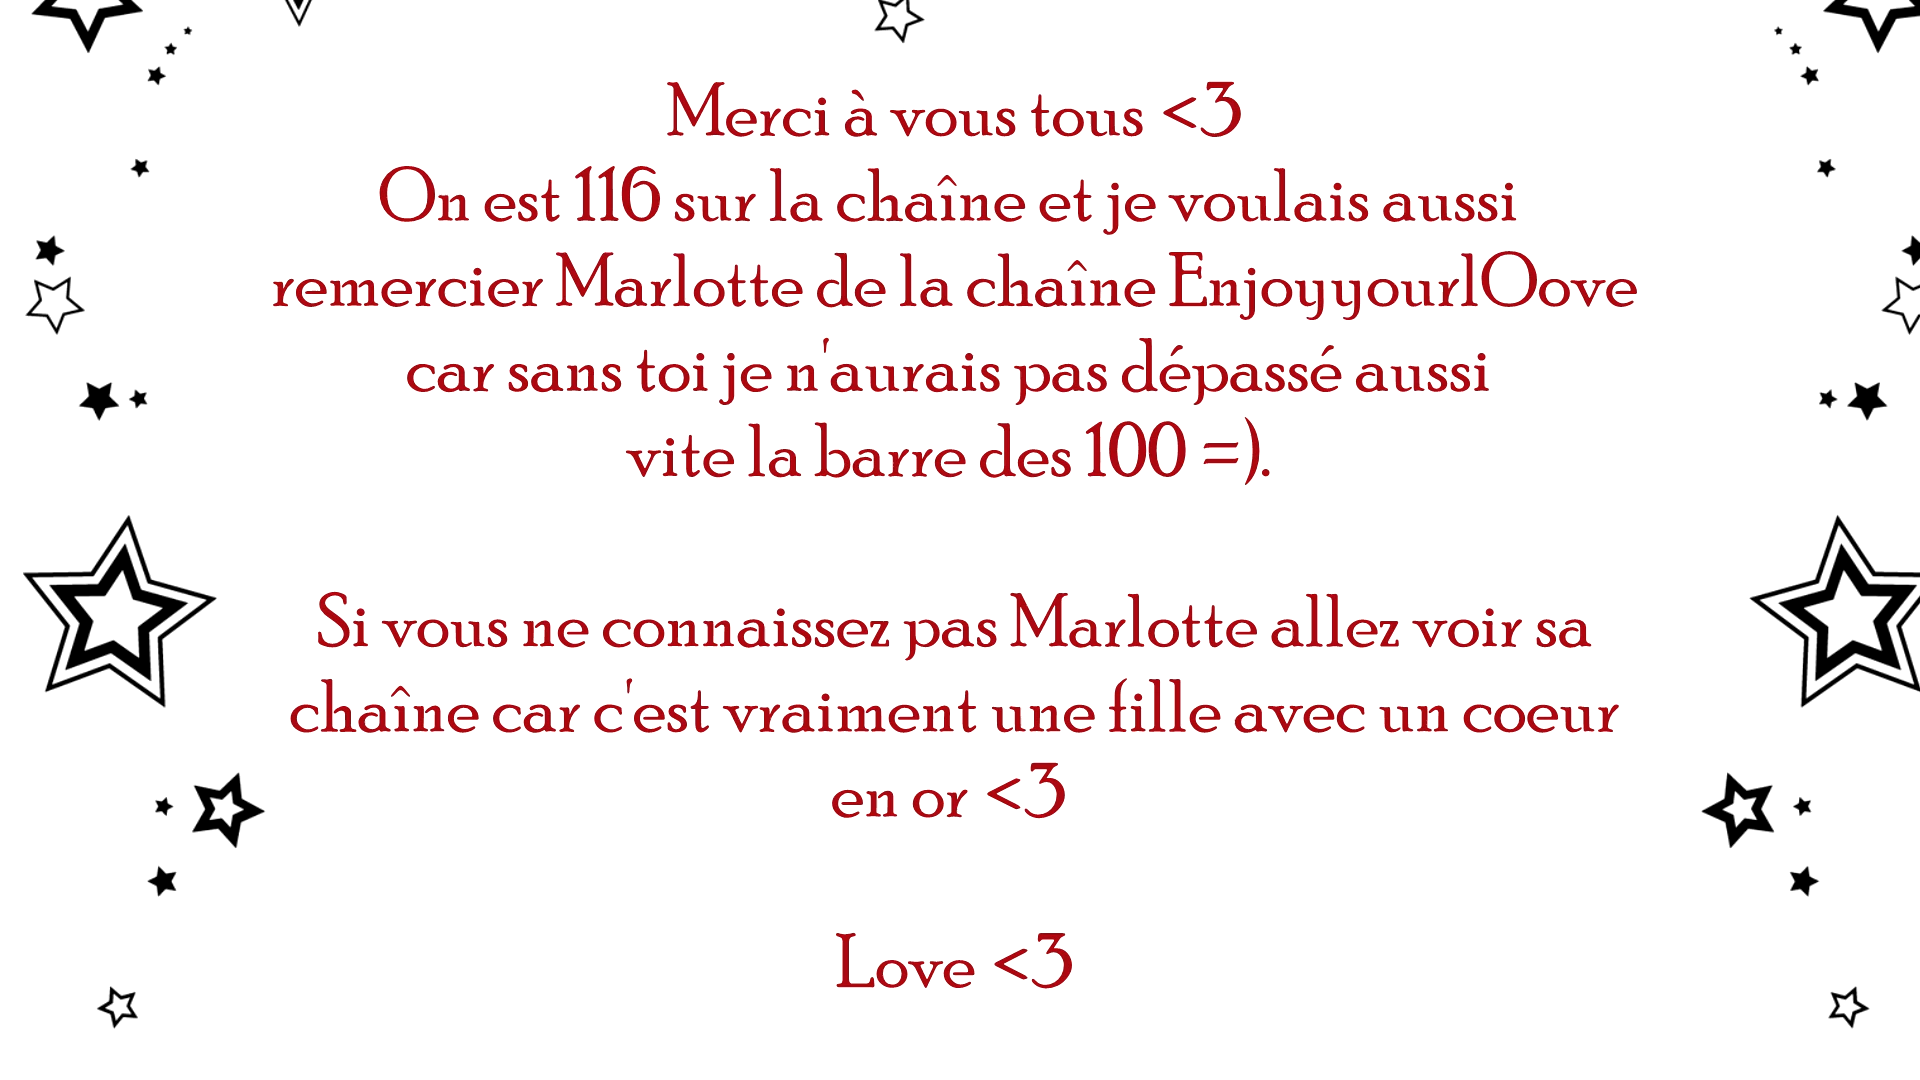 Merci à vous tous <3
On est 116 sur la chaîne et je voulais aussi
remercier Marlotte de la chaîne EnjoyyourlOove
car sans toi je n'aurais pas dépassé aussi
vite la barre des 100 =).
Si vous ne connaissez pas Marlotte allez voir sa
chaîne car c'est vraiment une fille avec un coeur
en or <3
Love <3